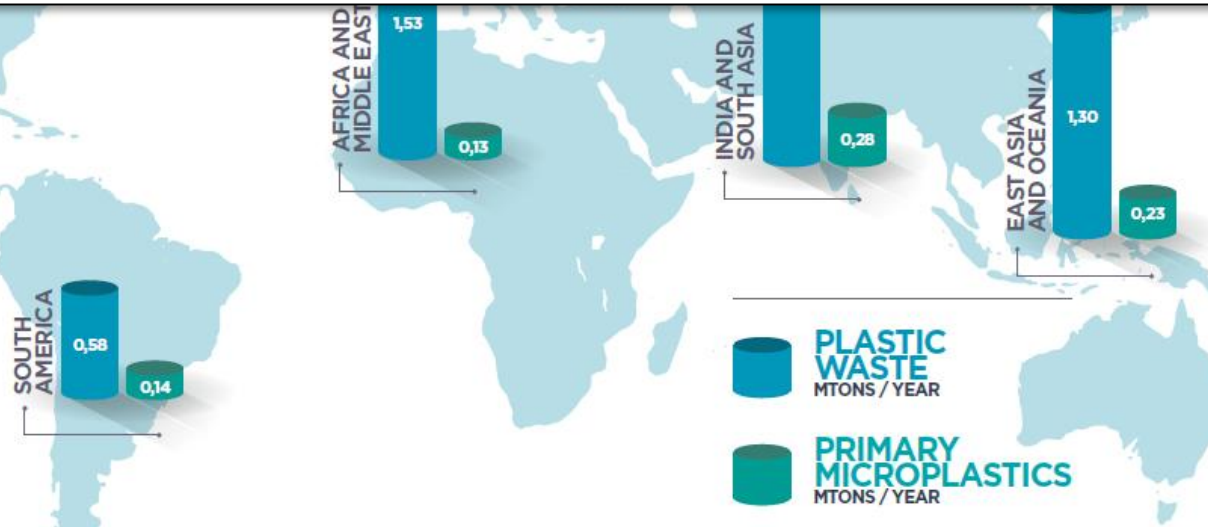 AFRICA AND
MIDDLE EAST
1,53
0,13
INDIA AND
SOUTH ASIA
0,28
EAST ASIA
AND OCEANIA
1,30
0,23
SOUTH
AMERICA
0,58
0,14
PLASTIC
WASTE
MTONS / YEAR
PRIMARY
MICROPLASTICS
MTONS / YEAR